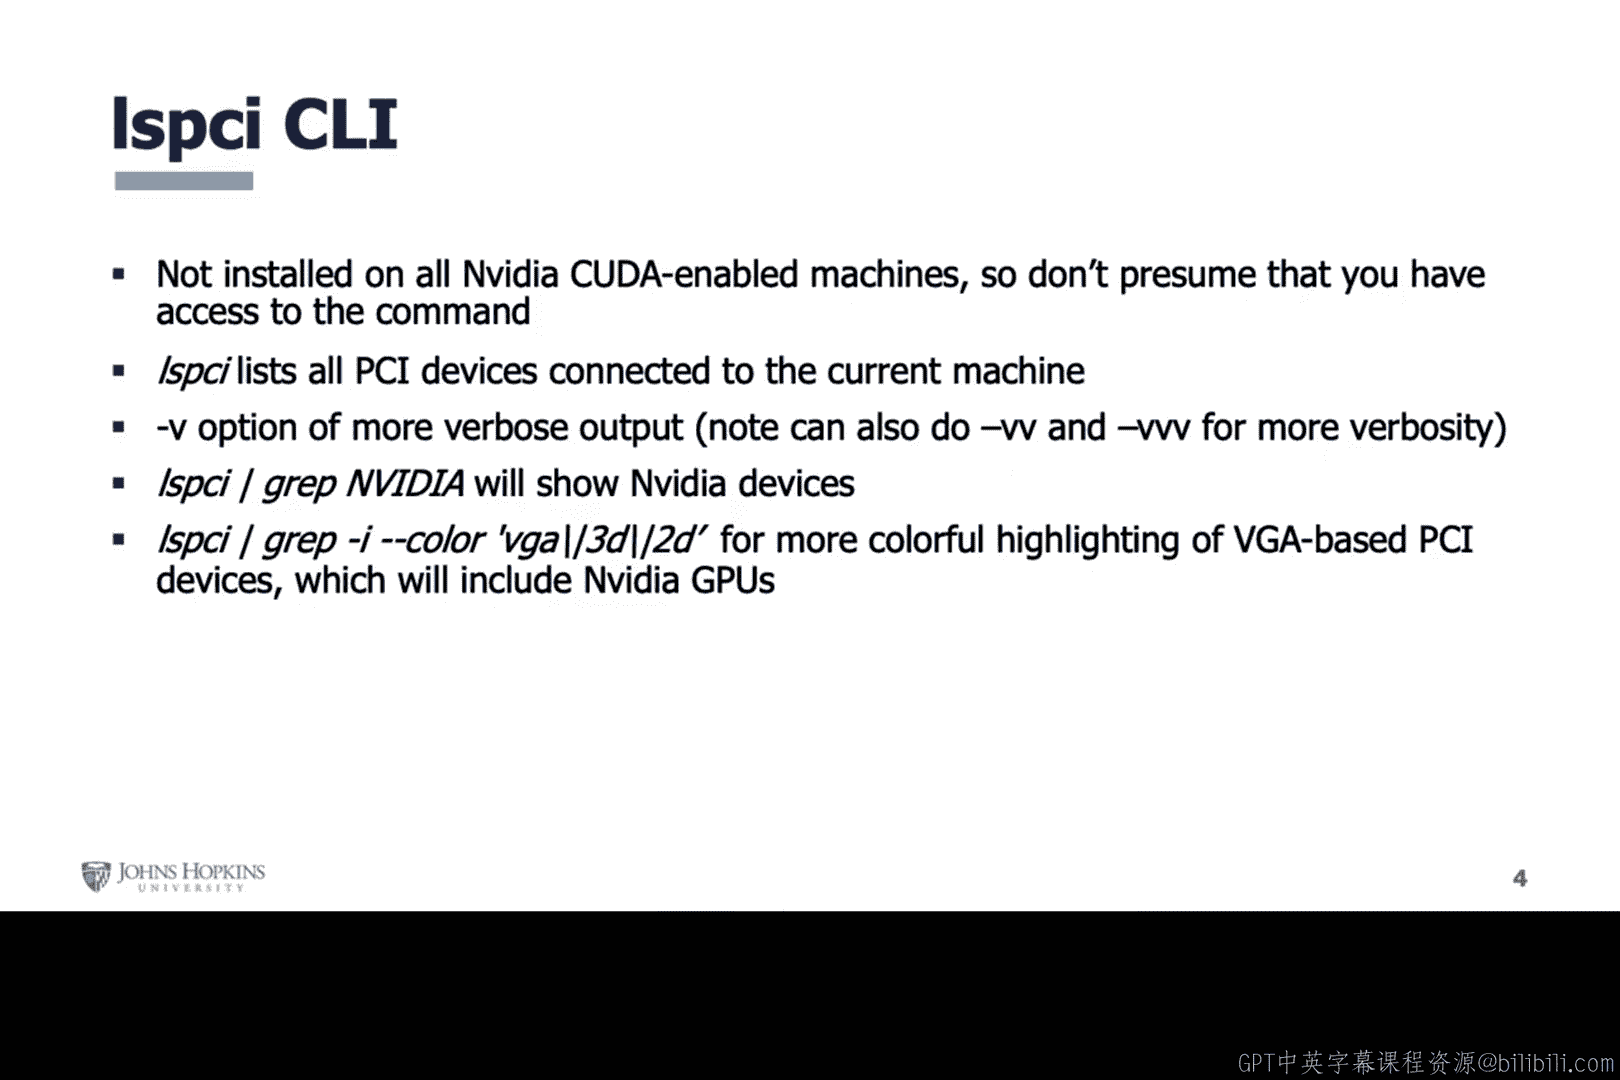 lspci CLI
▪ Not installed on all Nvidia CUDA-enabled machines, so don’t presume that you have
access to the command
▪ lspci lists all PCI devices connected to the current machine
▪ -v option of more verbose output (note can also do –vv and –vvv for more verbosity)
▪ lspci | grep NVIDIA will show Nvidia devices
▪ lspci | grep -i --color 'vga\|3d\|2d’ for more colorful highlighting of VGA-based PCI
devices, which will include Nvidia GPUs
JOHNS HOPKINS
UNIVERSITY
4
GPT中英字幕课程资源@bilibili.com